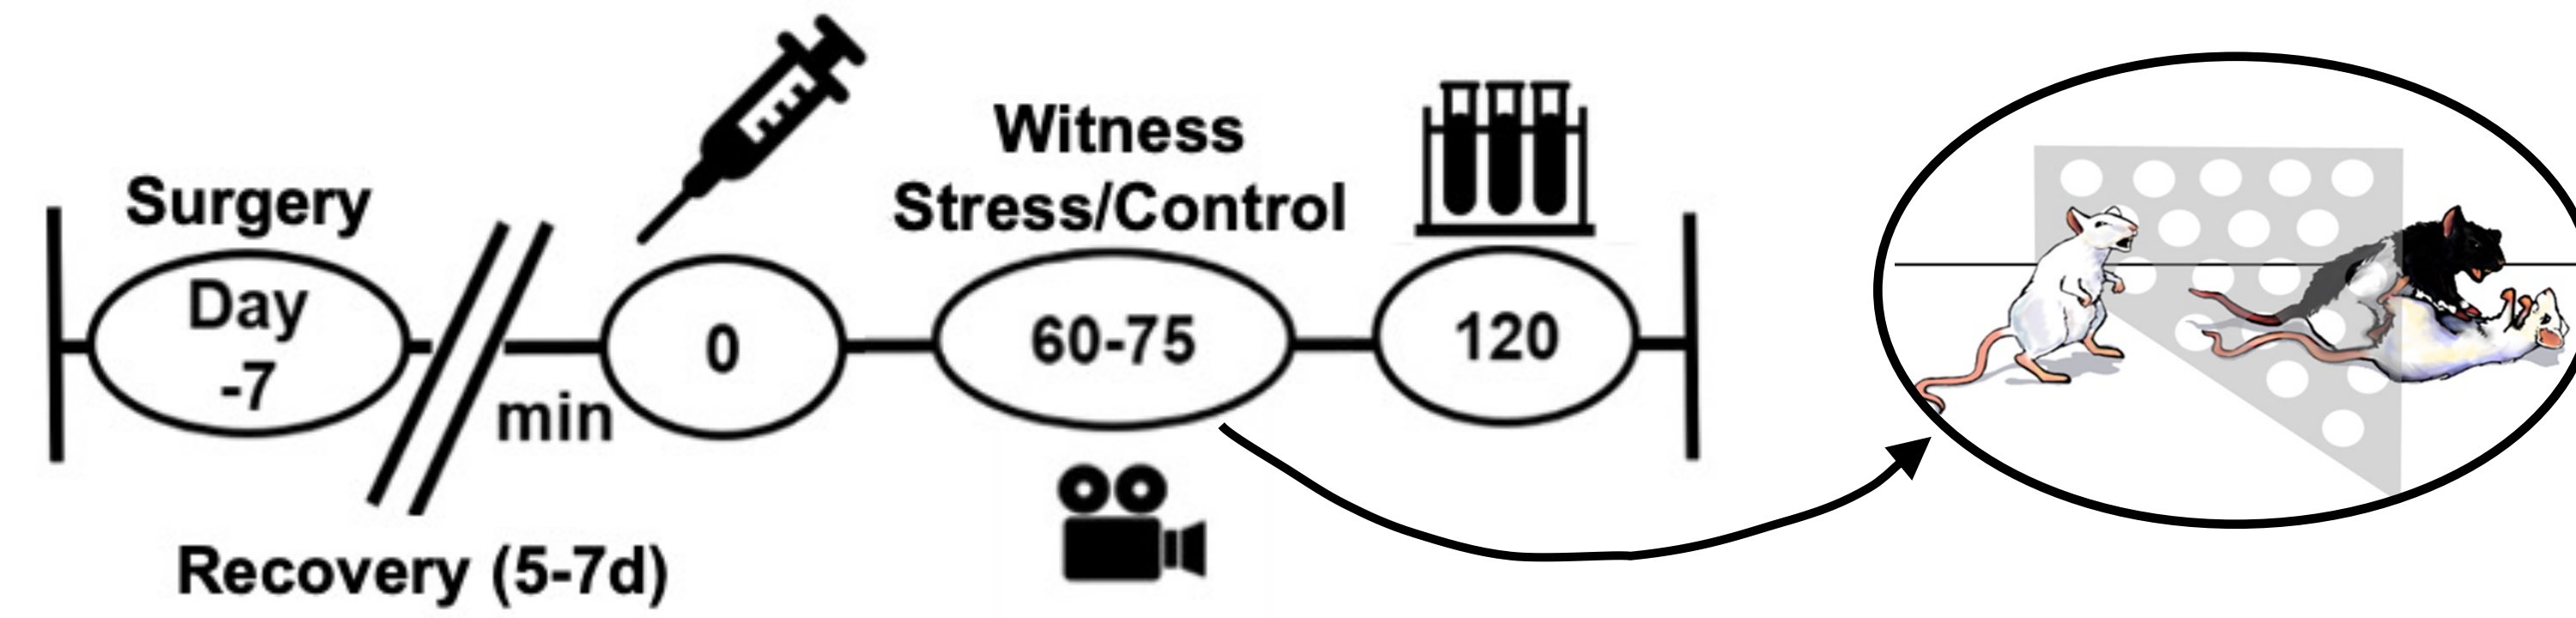 Surgery
Day
-7
Recovery (5-7d)
min
0
Witness
Stress/Control
60-75
120